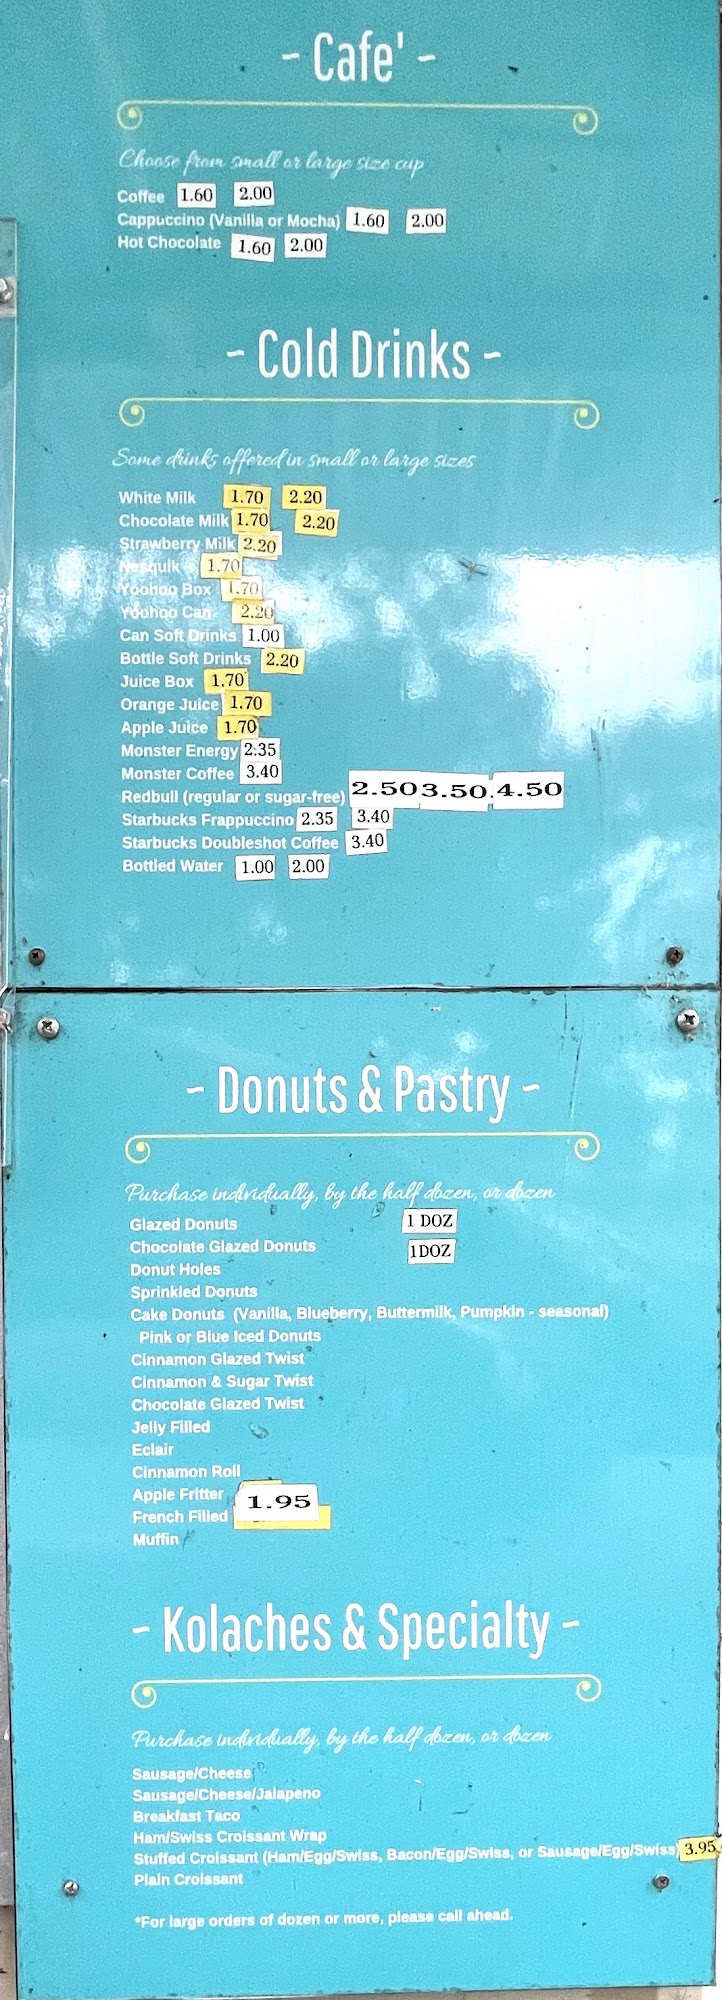 ~ Cafe' ~
Choose from small or large size cup
Coffee 1.60 2.00
Cappuccino (Vanilla or Mocha) 1.60 2.00
Hot Chocolate 1.60 2.00
~ Cold Drinks ~
Some drinks offered in small or large sizes
White Milk 1.70 2.20
Chocolate Milk 1.70 2.20
Strawberry Milk 2.20
Nesquik 1.70
Yoohoo Box 1.70
Yoohoo Can 2.20
Can Soft Drinks 1.00
Bottle Soft Drinks 2.20
Juice Box 1.70
Orange Juice 1.70
Apple Juice 1.70
Monster Energy 2.35
Monster Coffee 3.40
Redbull (regular or sugar-free) 2.50 3.50 4.50
Starbucks Frappuccino 2.35 3.40
Starbucks Doubleshot Coffee 3.40
Bottled Water 1.00 2.00
~ Donuts & Pastry ~
Purchase individually, by the half dozen, or dozen
Glazed Donuts 1 DOZ
Chocolate Glazed Donuts 1DOZ
Donut Holes
Sprinkled Donuts
Cake Donuts (Vanilla, Blueberry, Buttermilk, Pumpkin - seasonal)
Pink or Blue Iced Donuts
Cinnamon Glazed Twist
Cinnamon & Sugar Twist
Chocolate Glazed Twist
Jelly Filled
Eclair
Cinnamon Roll
Apple Fritter 1.95
French Filled
Muffin
~ Kolaches & Specialty ~
Purchase individually, by the half dozen, or dozen
Sausage/Cheese
Sausage/Cheese/Jalapeno
Breakfast Taco
Ham/Swiss Croissant Wrap
Stuffed Croissant (Ham/Egg/Swiss, Bacon/Egg/Swiss, or Sausage/Egg/Swiss) 3.95
Plain Croissant
*For large orders of dozen or more, please call ahead.